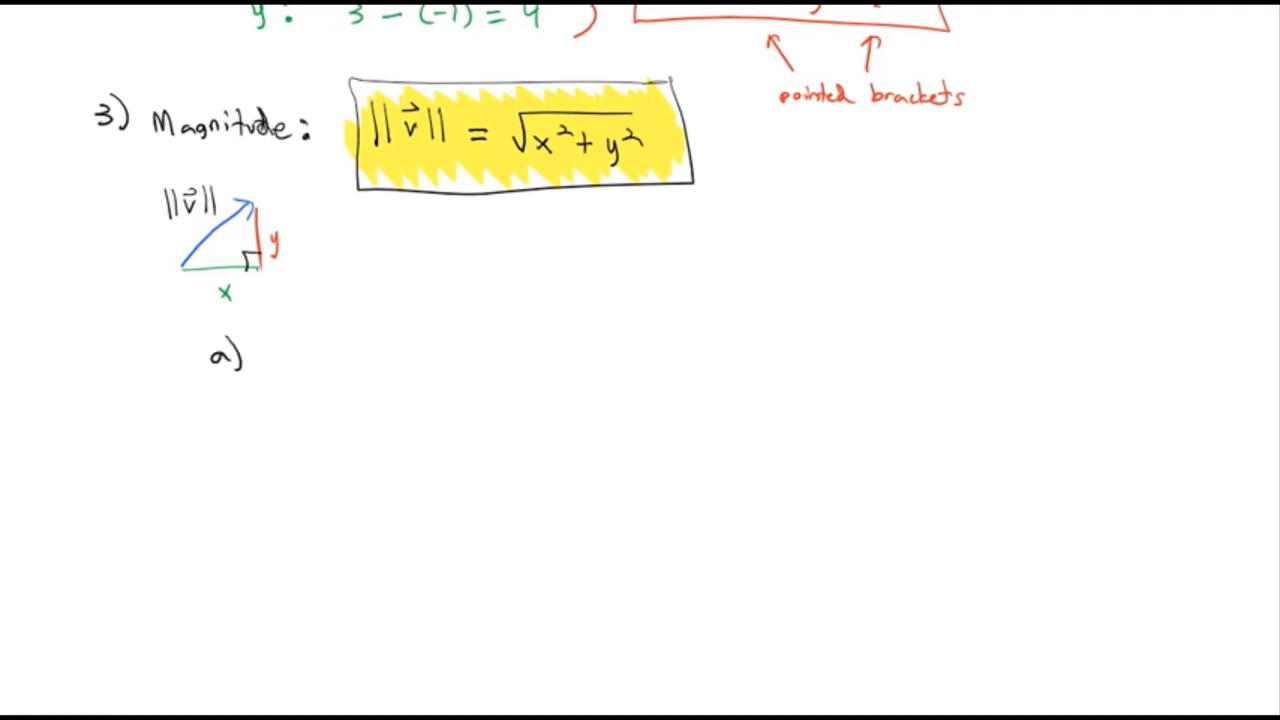 y: 3 - (-1) = 4 )
pointed brackets
3) Magnitude: ||v⃗|| = √(x² + y²)
||v⃗||
y
x
a)